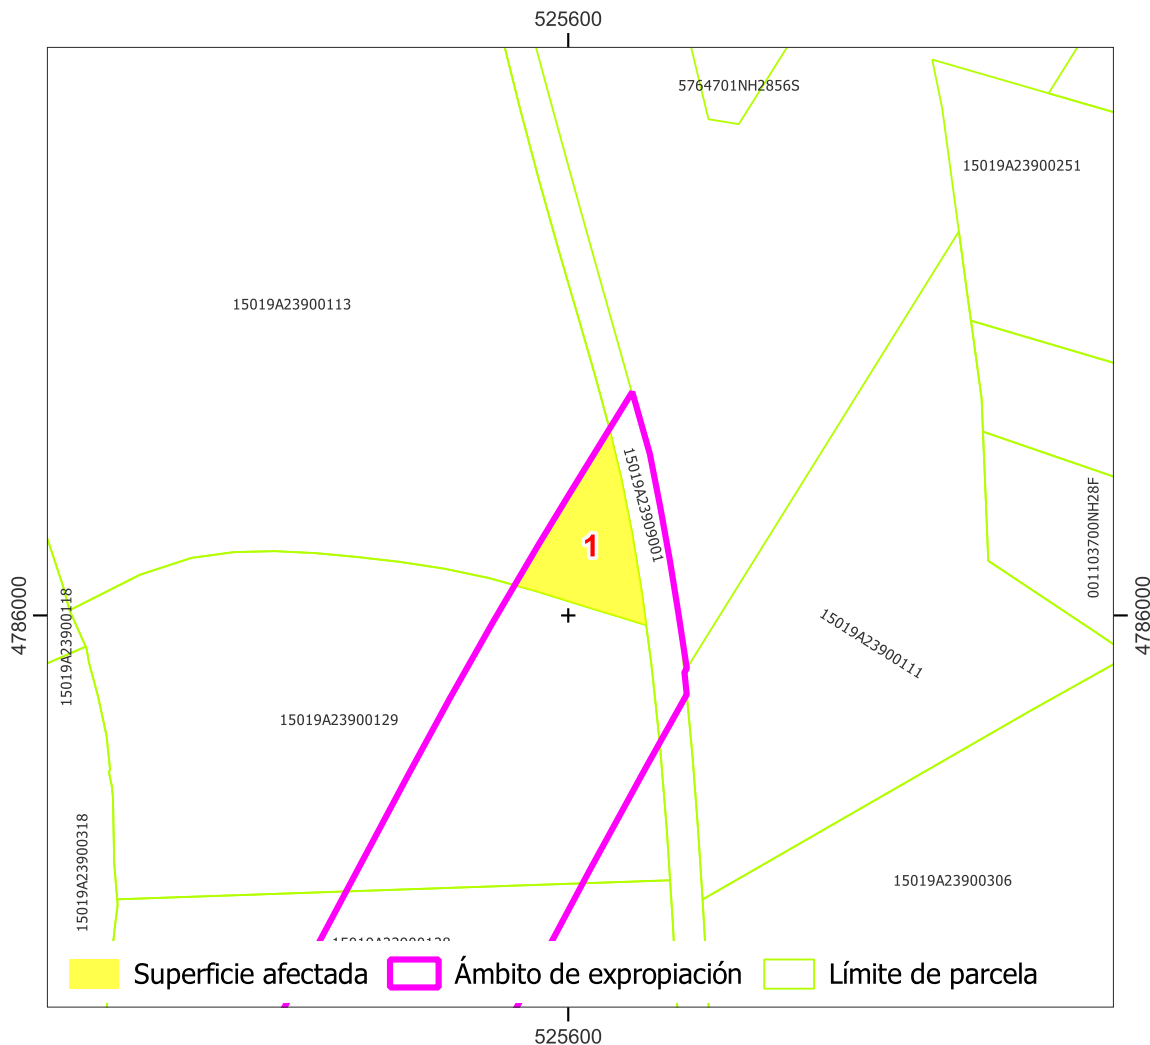 525600
5764701NH2856S
15019A23900251
15019A23900113
15019A23909001
001103700NH28F
4786000
1
4786000
15019A23900118
15019A23900111
15019A23900129
15019A23900318
15019A23900306
Superficie afectada
Ámbito de expropiación
Límite de parcela
525600